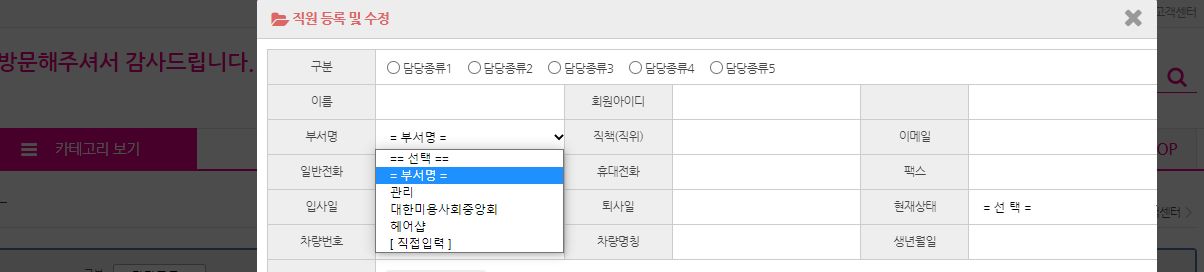 직원 등록 및 수정
고객센터
방문해주셔서 감사드립니다.
구분 담당종류1 담당종류2 담당종류3 담당종류4 담당종류5
이름 회원아이디
부서명 = 부서명 = 직책(직위) 이메일
카테고리 보기
OP
== 선택 ==
= 부서명 =
관리
대한미용사회중앙회
헤어샵
[ 직접입력 ]
일반전화 휴대전화 팩스
입사일 퇴사일 현재상태 = 선 택 =
센터 >
차량번호 차량명칭 생년월일